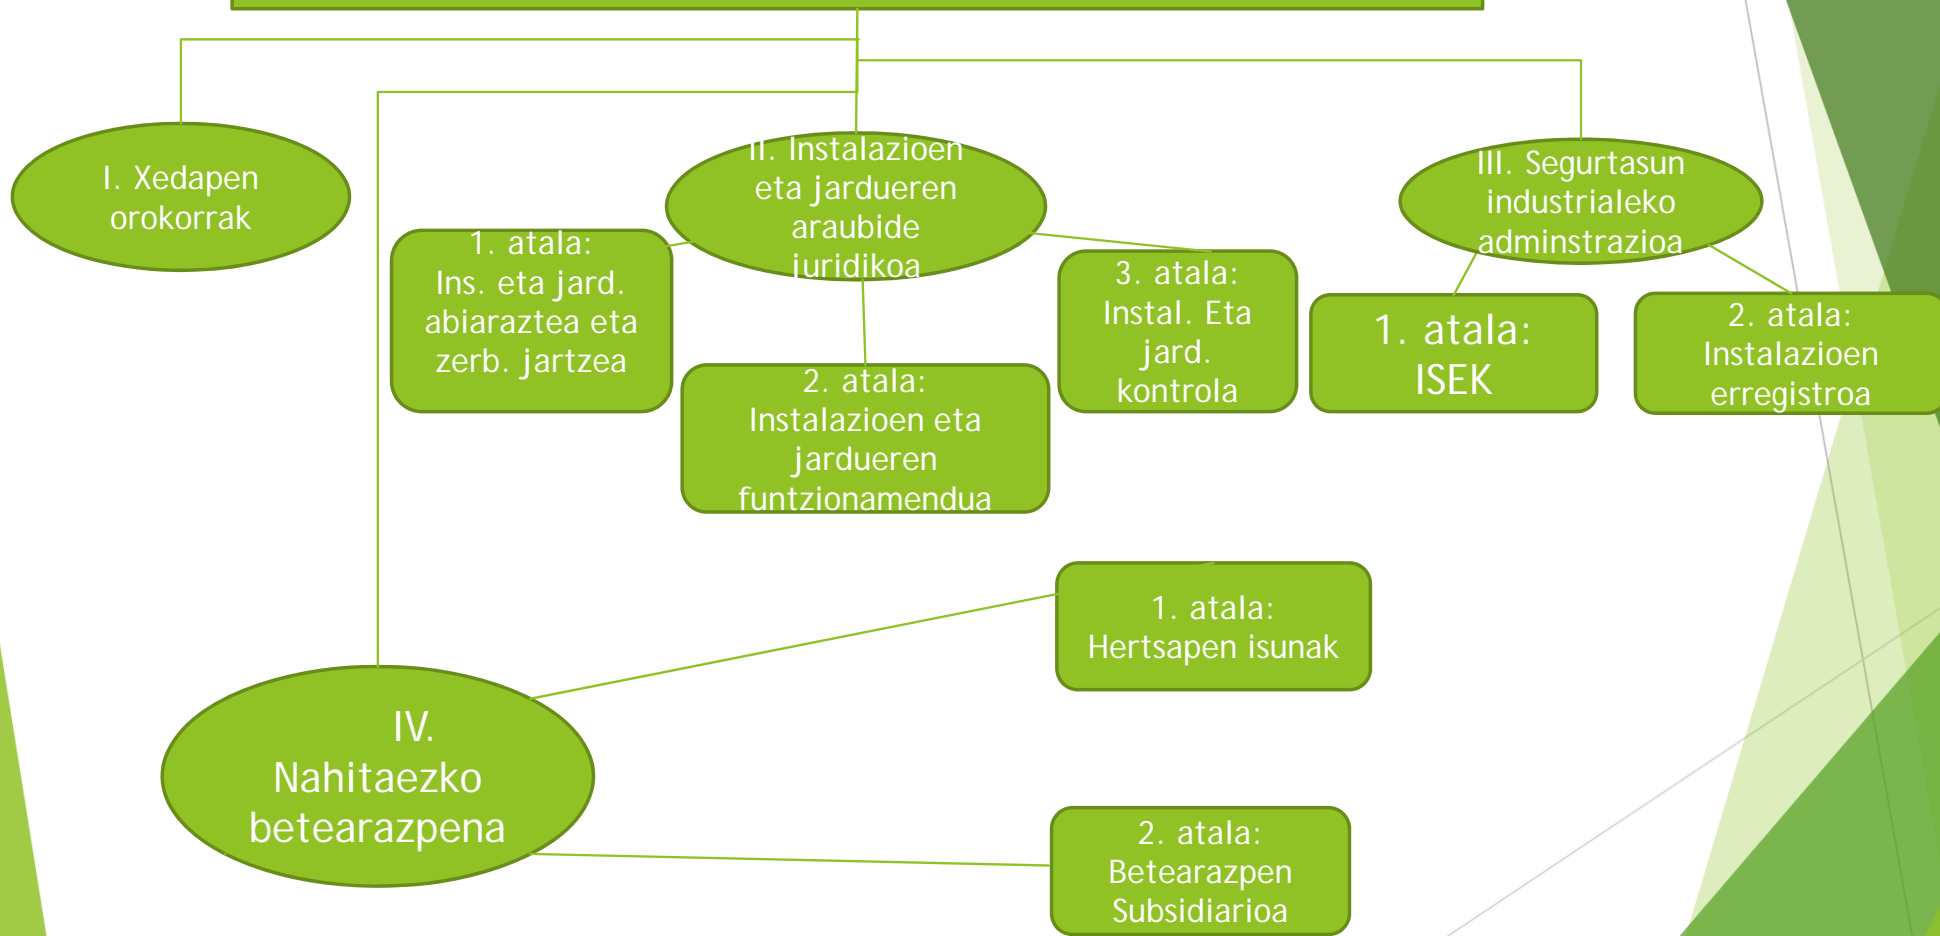 I. Xedapen
orokorrak
II. Instalazioen
eta jardueren
araubide
juridikoa
1. atala:
Ins. eta jard.
abiaraztea eta
zerb. jartzea
2. atala:
Instalazioen eta
jardueren
funtzionamendua
3. atala:
Instal. Eta
jard.
kontrola
III. Segurtasun
industrialeko
adminstrazioa
1. atala:
ISEK
2. atala:
Instalazioen
erregistroa
IV.
Nahitaezko
betearazpena
1. atala:
Hertsapen isunak
2. atala:
Betearazpen
Subsidiarioa